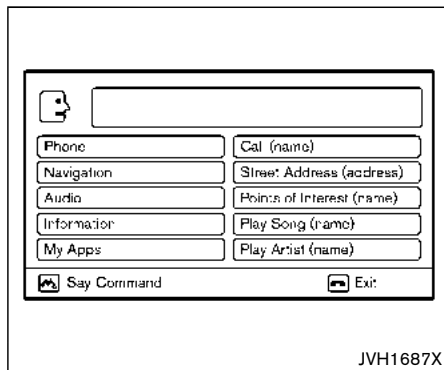 Phone
Call (name)
Navigation
Street Address (address)
Audio
Points of Interest (name)
Information
Play Song (name)
My Apps
Play Artist (name)
Say Command
Exit
JVH1687X